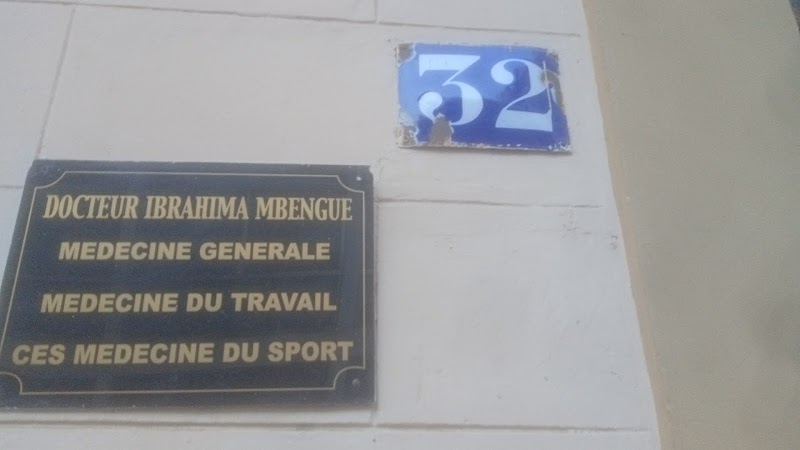 32
DOCTEUR IBRAHIMA MBENGUE
MEDECINE GENERALE
MEDECINE DU TRAVAIL
CES MEDECINE DU SPORT